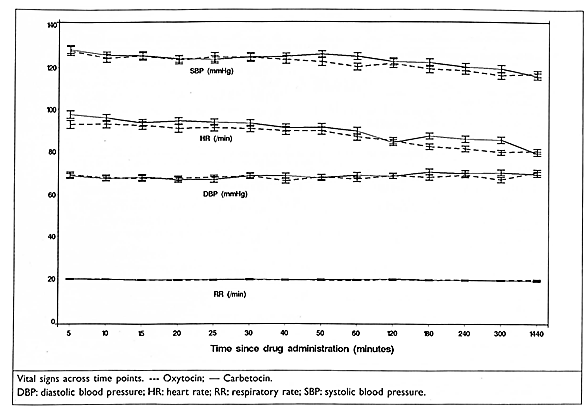 140
120
100
80
60
40
20
0
SBP (mmHg)
HR (/min)
DBP (mmHg)
RR (/min)
5 10 15 20 25 30 40 50 60 120 180 240 300 1440
Time since drug administration (minutes)
Vital signs across time points. --- Oxytocin; — Carbetocin.
DBP: diastolic blood pressure; HR: heart rate; RR: respiratory rate; SBP: systolic blood pressure.